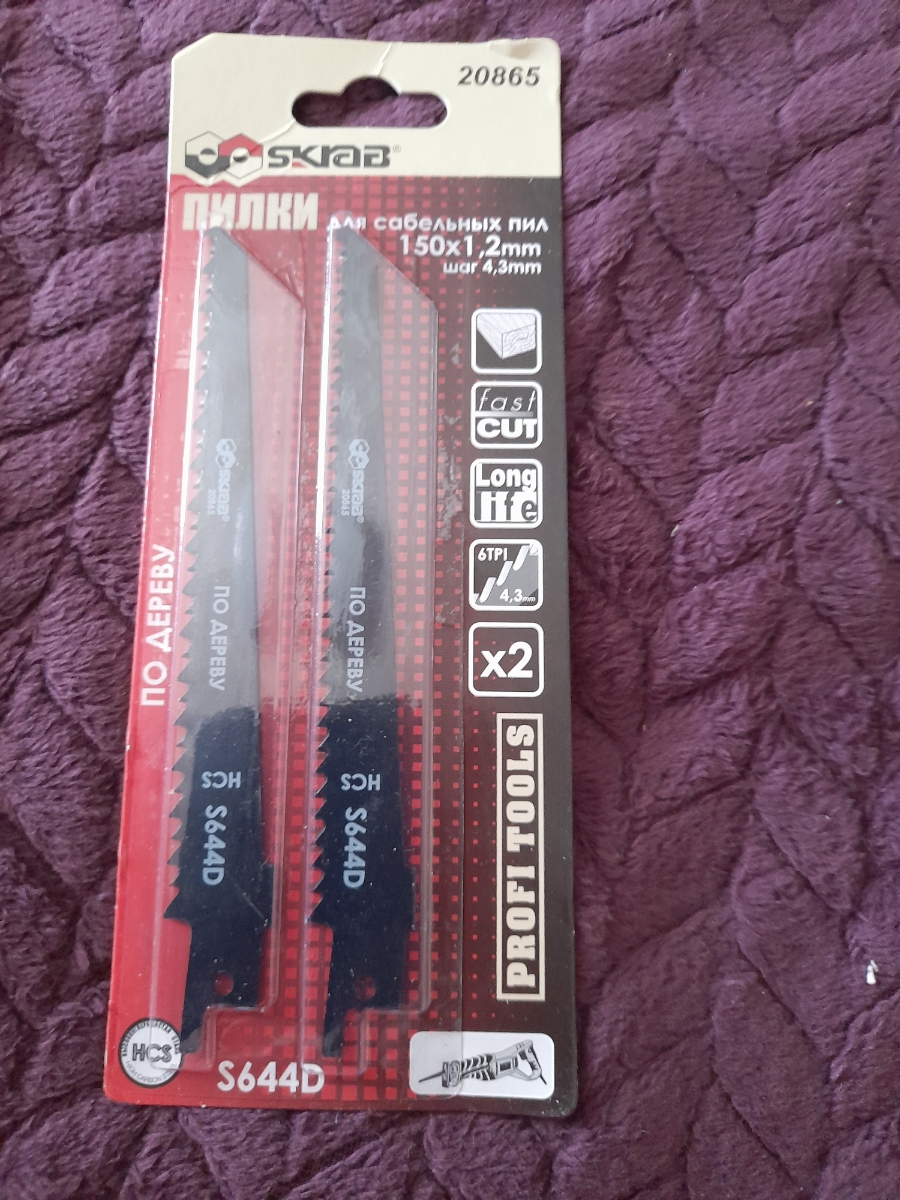 20865
SKRAB®
ПИЛКИ
для сабельных пил
150x1,2mm
шаг 4,3mm
fast
CUT
Long
life
6TPI
4,3mm
x2
PROFI TOOLS
ПО ДЕРЕВУ
SKRAB®
20865
ПО ДЕРЕВУ
HCS
S644D
SKRAB®
20865
ПО ДЕРЕВУ
HCS
S644D
HCS
S644D